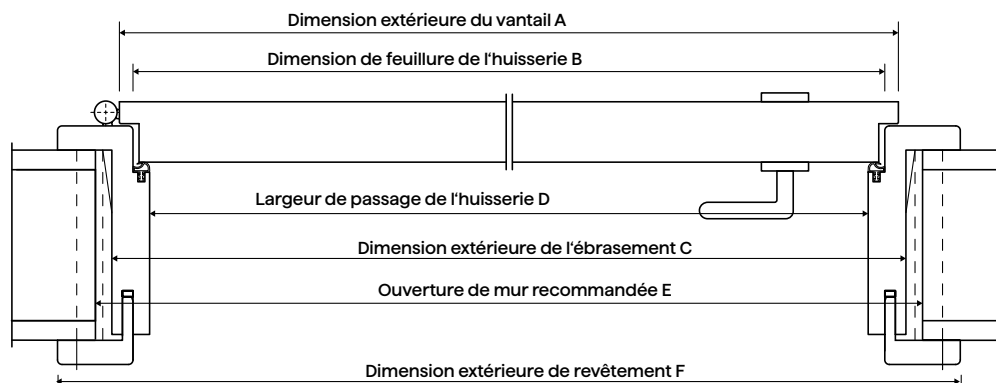 Dimension extérieure du vantail A
Dimension de feuillure de l‘huisserie B
Largeur de passage de l‘huisserie D
Dimension extérieure de l‘ébrasement C
Ouverture de mur recommandée E
Dimension extérieure de revêtement F